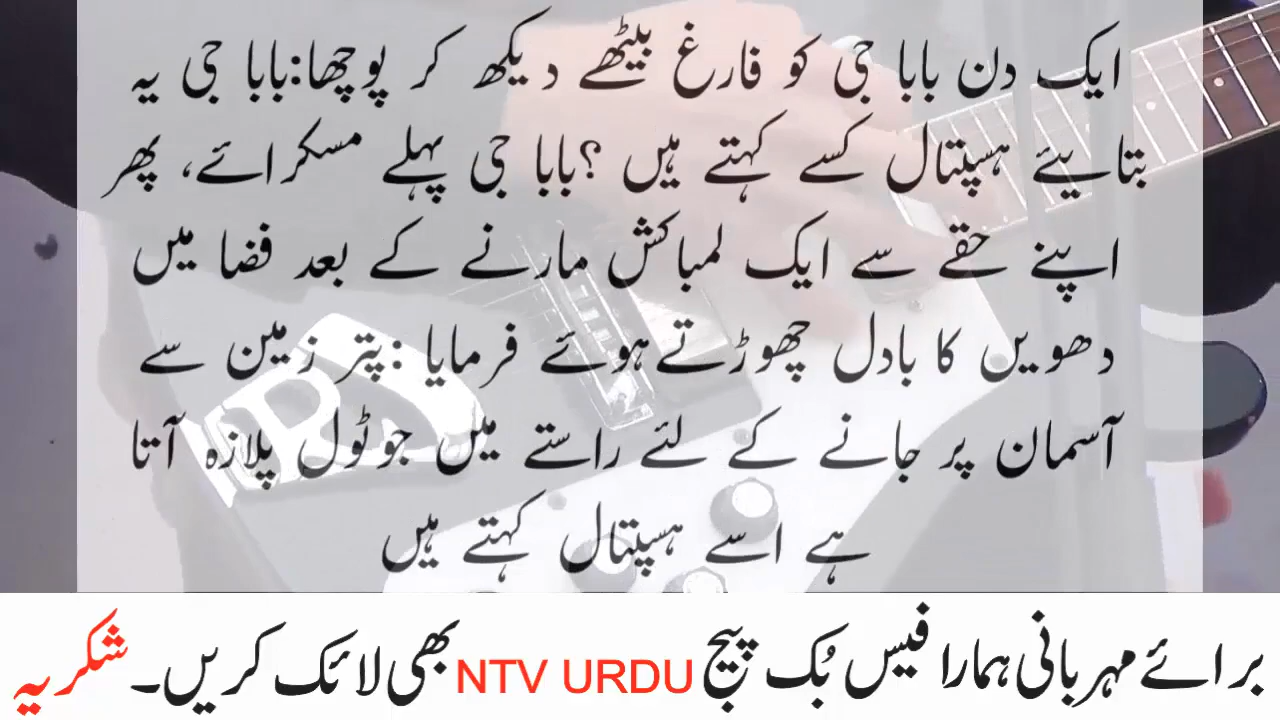 ایک دن بابا جی کو فارغ بیٹھے دیکھ کر پوچھا:بابا جی یہ
بتایئے ہسپتال کسے کہتے ہیں ؟بابا جی پہلے مسکرائے، پھر
اپنے حقے سے ایک لمباکش مارنے کے بعد فضا میں
دھویں کا بادل چھوڑتے ہوئے فرمایا :پتر زمین سے
آسمان پر جانے کے لئے راستے میں جو ٹول پلازہ آتا
ہے اسے ہسپتال کہتے ہیں
برائے مہربانی ہمارا فیس بُک پیج NTV URDU بھی لائک کریں۔ شکریہ